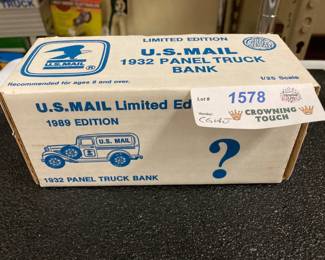 LIMITED EDITION
U.S.MAIL
U.S. MAIL
1932 PANEL TRUCK
BANK
Recommended for ages 8 and over.
1/25 Scale
U.S.MAIL Limited Ed
1989 EDITION
U.S. MAIL
?
1932 PANEL TRUCK BANK
Lot #
1578
CROWNING
TOUCH